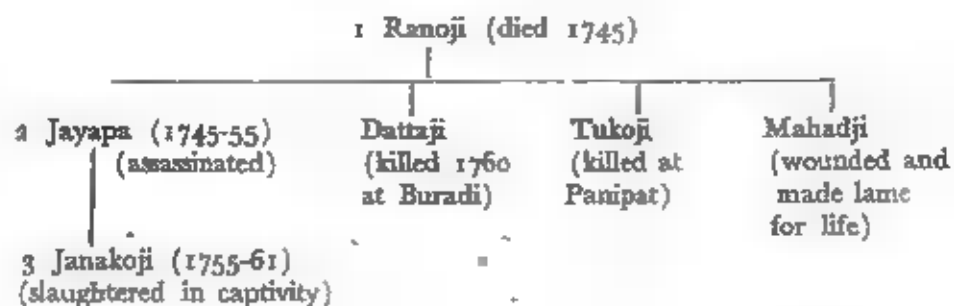 1 Ranoji (died 1745)
2 Jayapa (1745-55) Dattaji Tukoji Mahadji
(assassinated) (killed 1760 (killed at (wounded and
at Buradi) Panipat) made lame
for life)
3 Janakoji (1755-61)
(slaughtered in captivity)